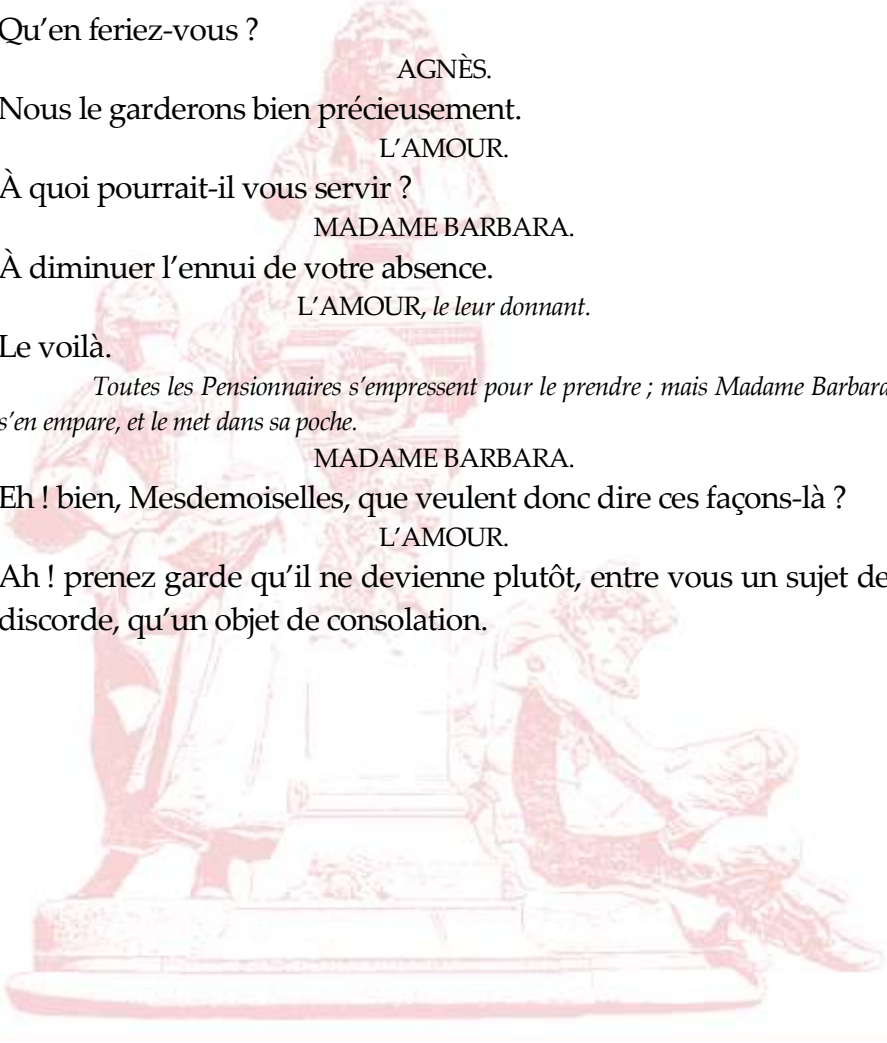 Qu’en feriez-vous ?
AGNÈS.
Nous le garderons bien précieusement.
L’AMOUR.
À quoi pourrait-il vous servir ?
MADAME BARBARA.
À diminuer l’ennui de votre absence.
L’AMOUR, le leur donnant.
Le voilà.
Toutes les Pensionnaires s’empressent pour le prendre ; mais Madame Barbara
s’en empare, et le met dans sa poche.
MADAME BARBARA.
Eh ! bien, Mesdemoiselles, que veulent donc dire ces façons-là ?
L’AMOUR.
Ah ! prenez garde qu’il ne devienne plutôt, entre vous un sujet de
discorde, qu’un objet de consolation.